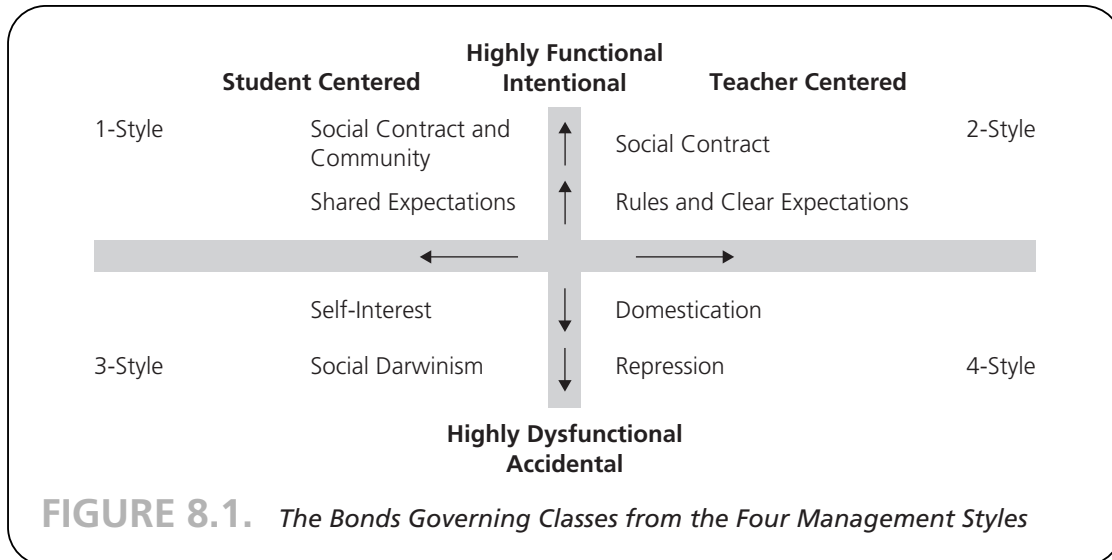 Highly Functional
Student Centered Intentional Teacher Centered
1-Style Social Contract and Community Social Contract 2-Style
Shared Expectations Rules and Clear Expectations
Self-Interest Domestication
3-Style Social Darwinism Repression 4-Style
Highly Dysfunctional
Accidental
FIGURE 8.1. The Bonds Governing Classes from the Four Management Styles